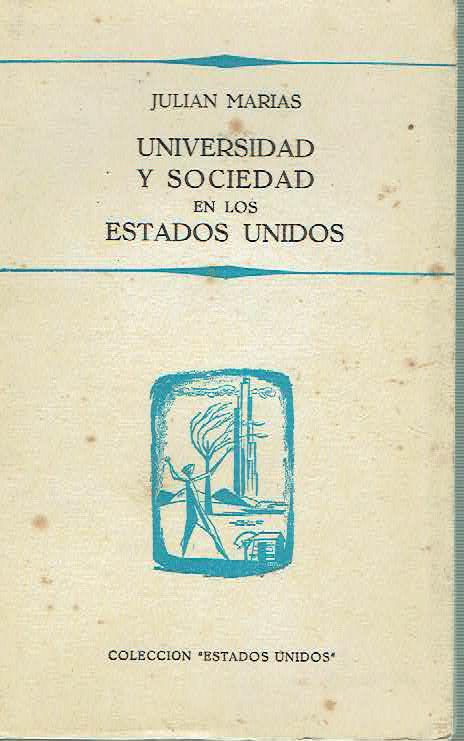 JULIAN MARIAS
UNIVERSIDAD
Y SOCIEDAD
EN LOS
ESTADOS UNIDOS
COLECCION "ESTADOS UNIDOS"